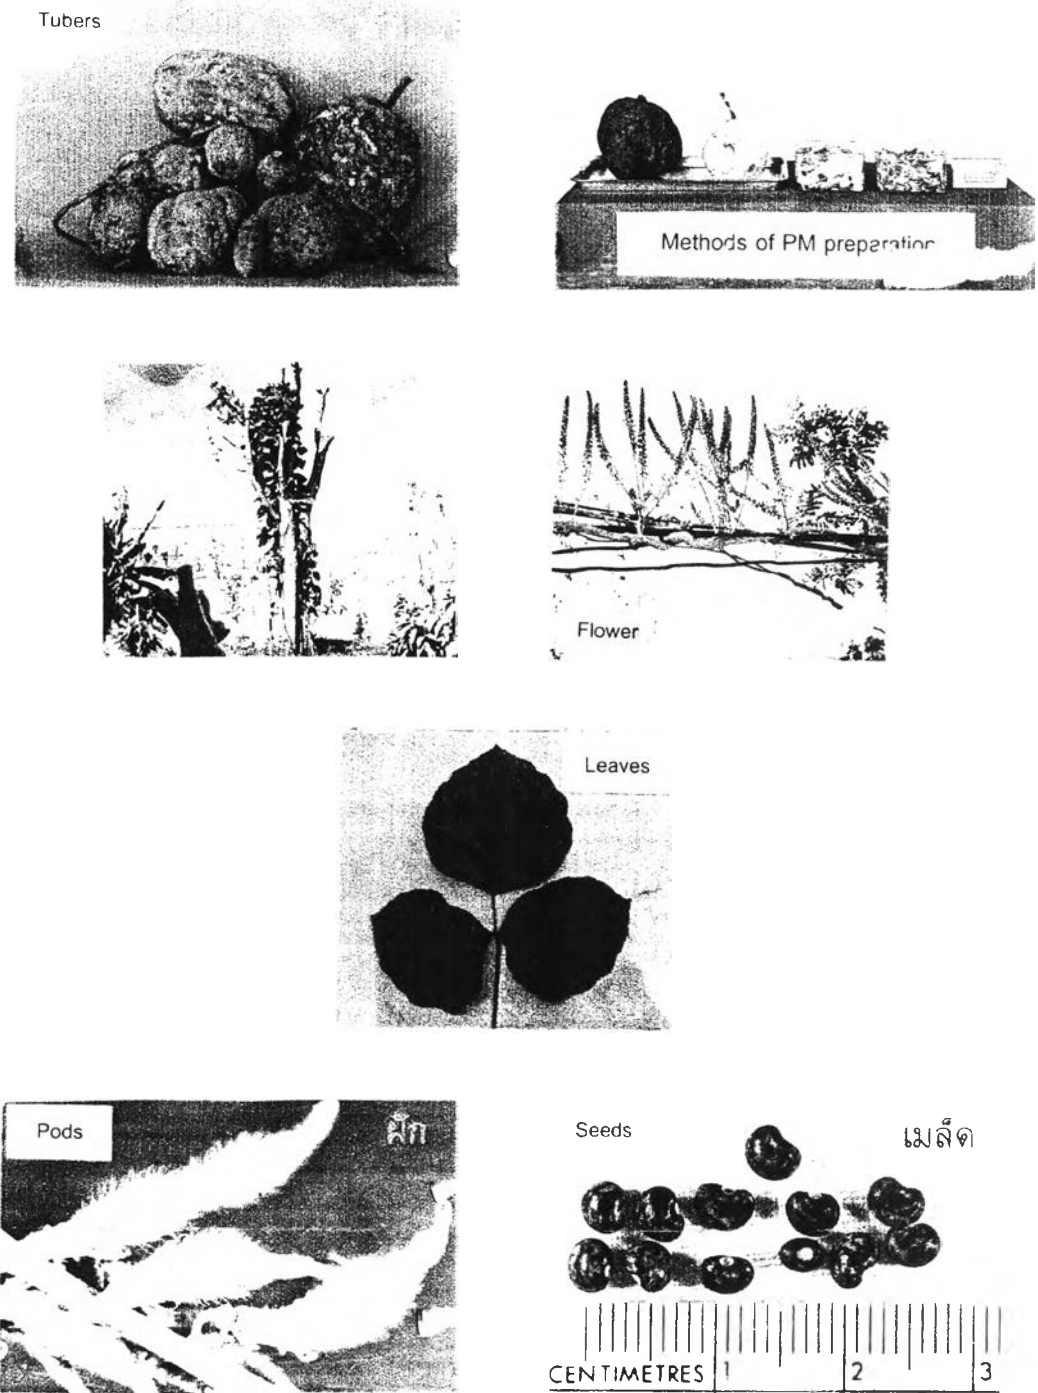 Tubers
Methods of PM preparation
Flower
Leaves
Pods
ฝัก
Seeds
เมล็ด
CENTIMETRES 1 2 3